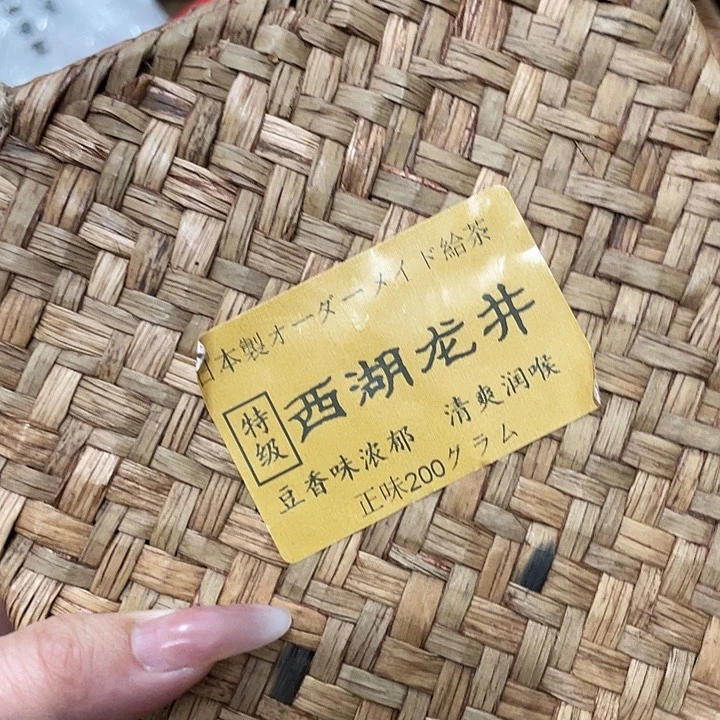 日本製オーダーメイド給茶
特级
西湖龙井
豆香味浓郁 清爽润喉
正味200グラム